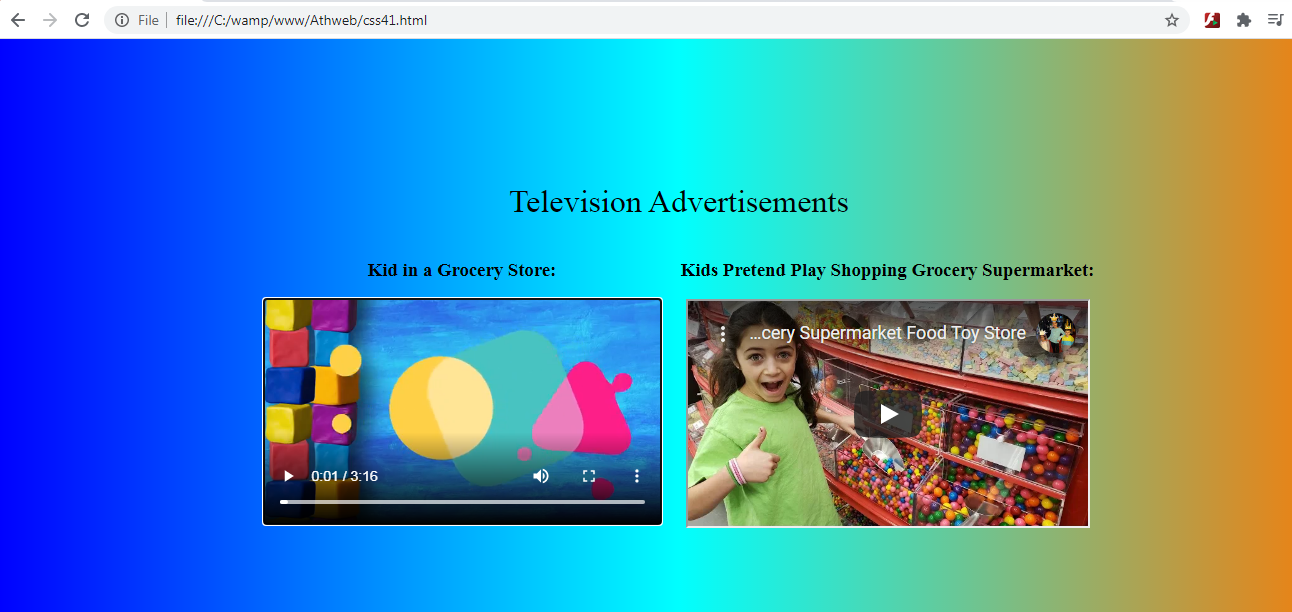 File
file:///C:/wamp/www/Athweb/css41.html
Television Advertisements
Kid in a Grocery Store:
Kids Pretend Play Shopping Grocery Supermarket:
...cery Supermarket Food Toy Store
0:01 / 3:16